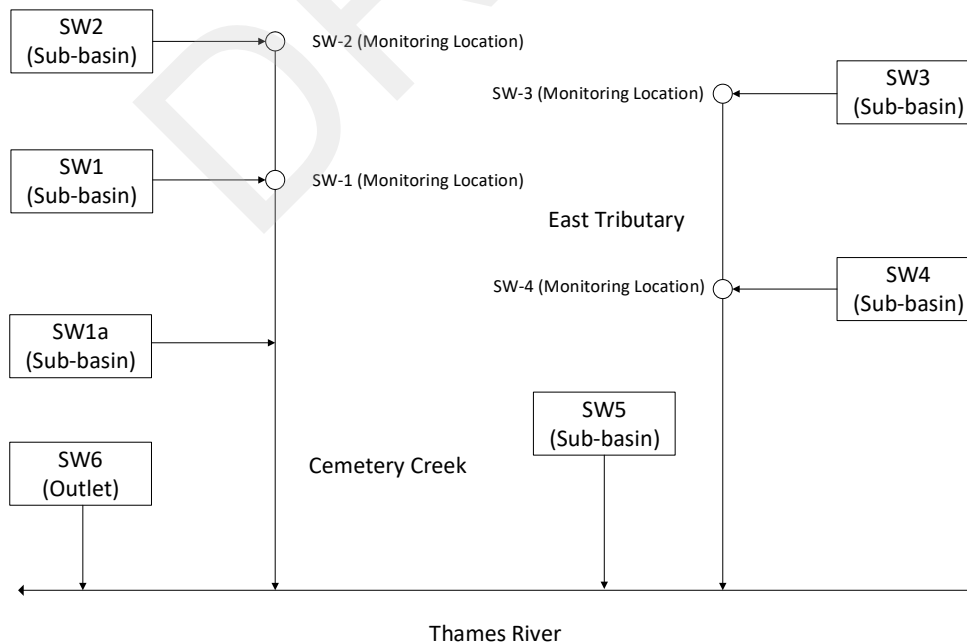 SW2
(Sub-basin)
SW-2 (Monitoring Location)
SW-3 (Monitoring Location)
SW3
(Sub-basin)
SW1
(Sub-basin)
SW-1 (Monitoring Location)
East Tributary
SW-4 (Monitoring Location)
SW4
(Sub-basin)
SW1a
(Sub-basin)
SW5
(Sub-basin)
SW6
(Outlet)
Cemetery Creek
Thames River